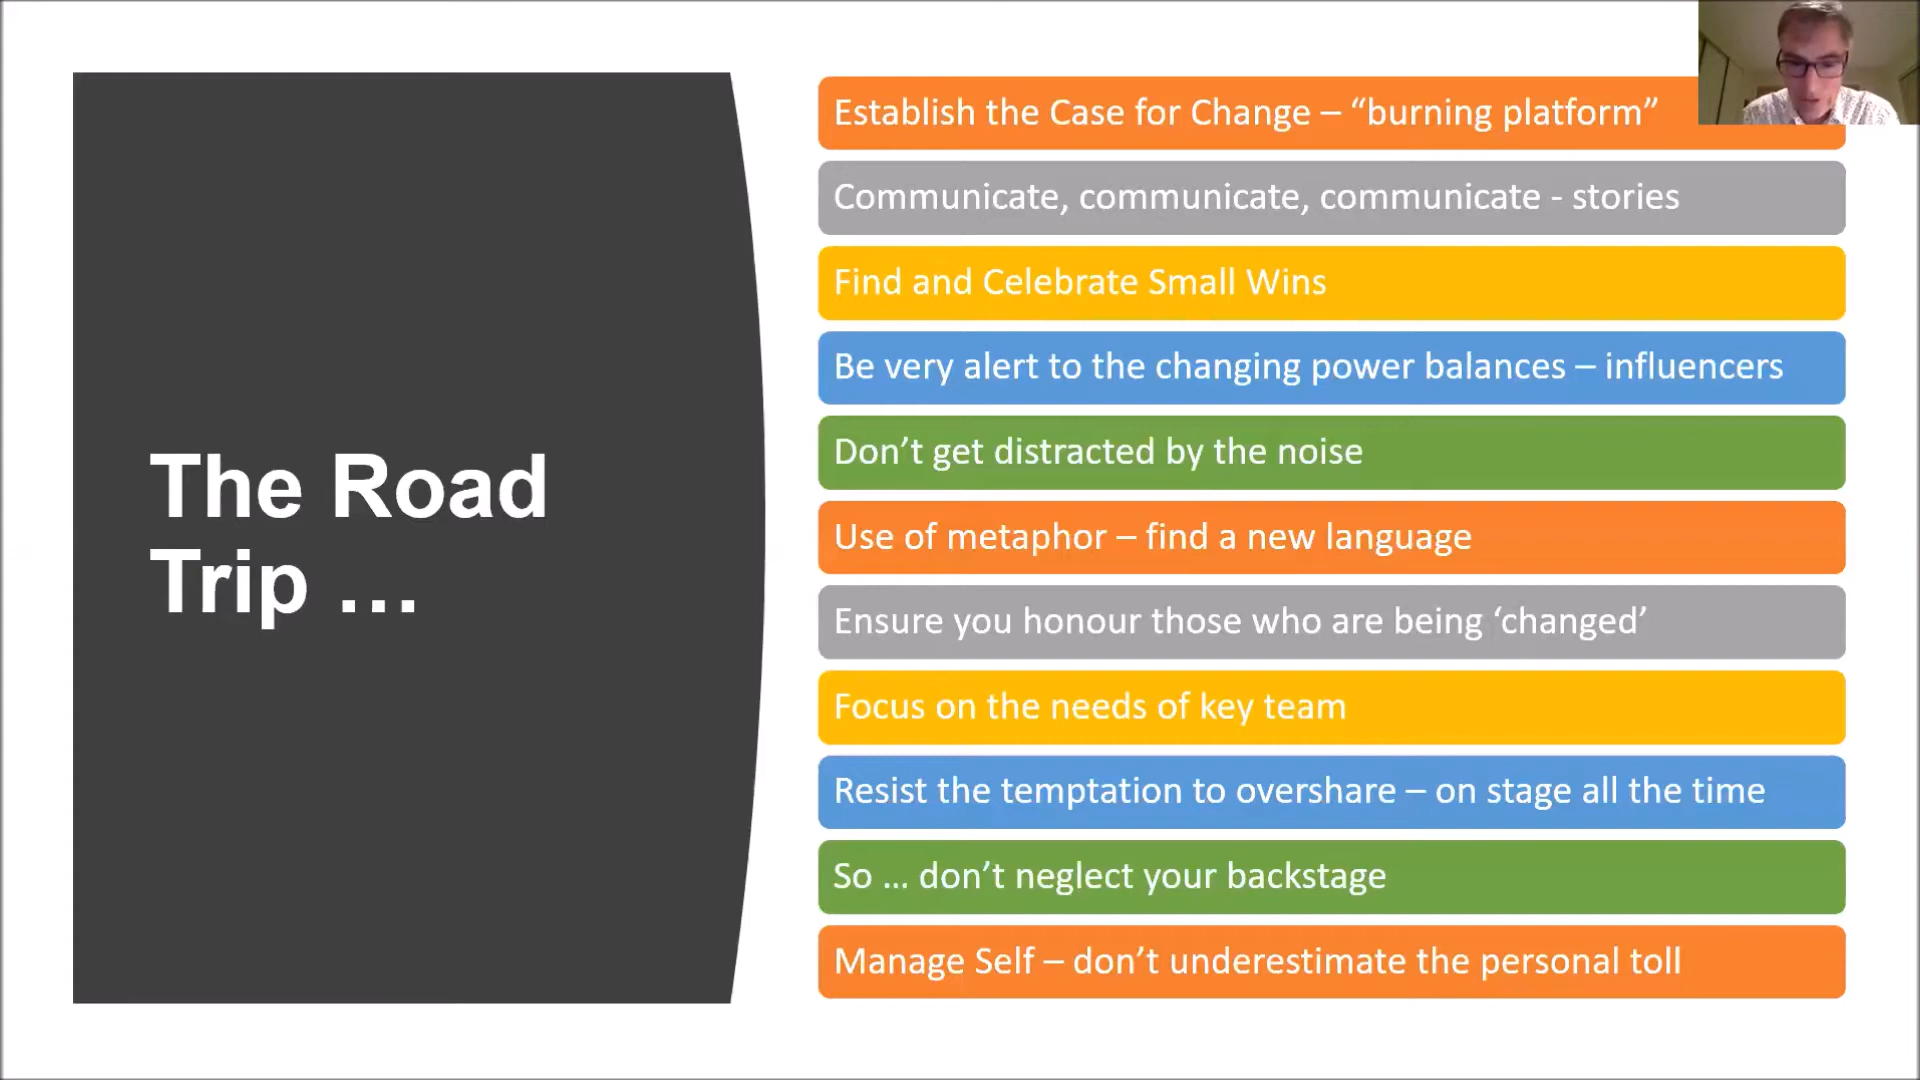 The Road
Trip …
Establish the Case for Change – “burning platform”
Communicate, communicate, communicate - stories
Find and Celebrate Small Wins
Be very alert to the changing power balances – influencers
Don’t get distracted by the noise
Use of metaphor – find a new language
Ensure you honour those who are being ‘changed’
Focus on the needs of key team
Resist the temptation to overshare – on stage all the time
So … don’t neglect your backstage
Manage Self – don’t underestimate the personal toll